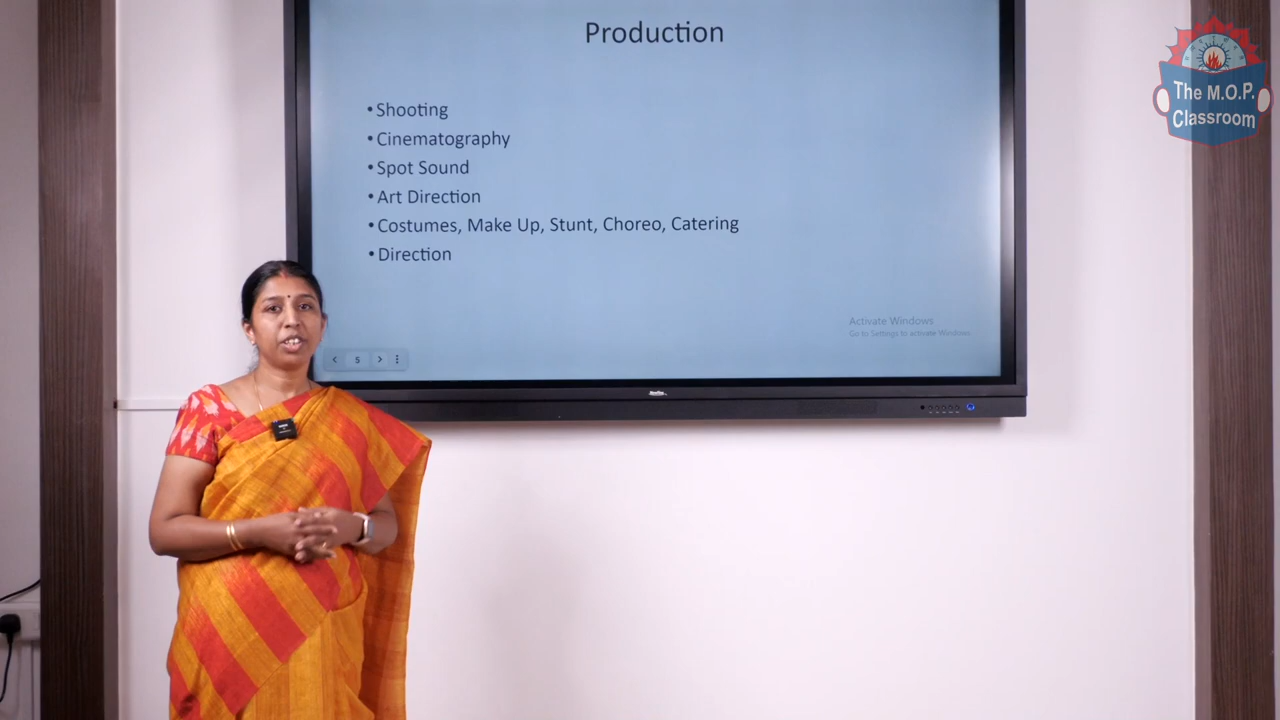 Production
• Shooting
• Cinematography
• Spot Sound
• Art Direction
• Costumes, Make Up, Stunt, Choreo, Catering
• Direction
Activate Windows
Go to Settings to activate Windows.
5
The M.O.P.
Classroom